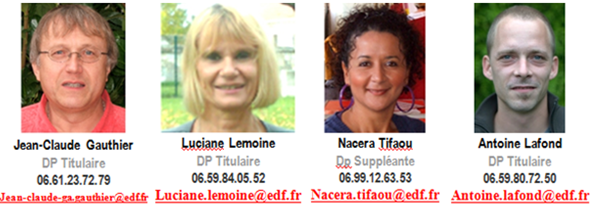 Jean-Claude Gauthier
DP Titulaire
06.61.23.72.79
Jean-claude-ga.gauthier@edf.fr
Luciane Lemoine
DP Titulaire
06.59.84.05.52
Luciane.lemoine@edf.fr
Nacera Tifaou
Dp Suppléante
06.99.12.63.53
Nacera.tifaou@edf.fr
Antoine Lafond
DP Titulaire
06.59.80.72.50
Antoine.lafond@edf.fr